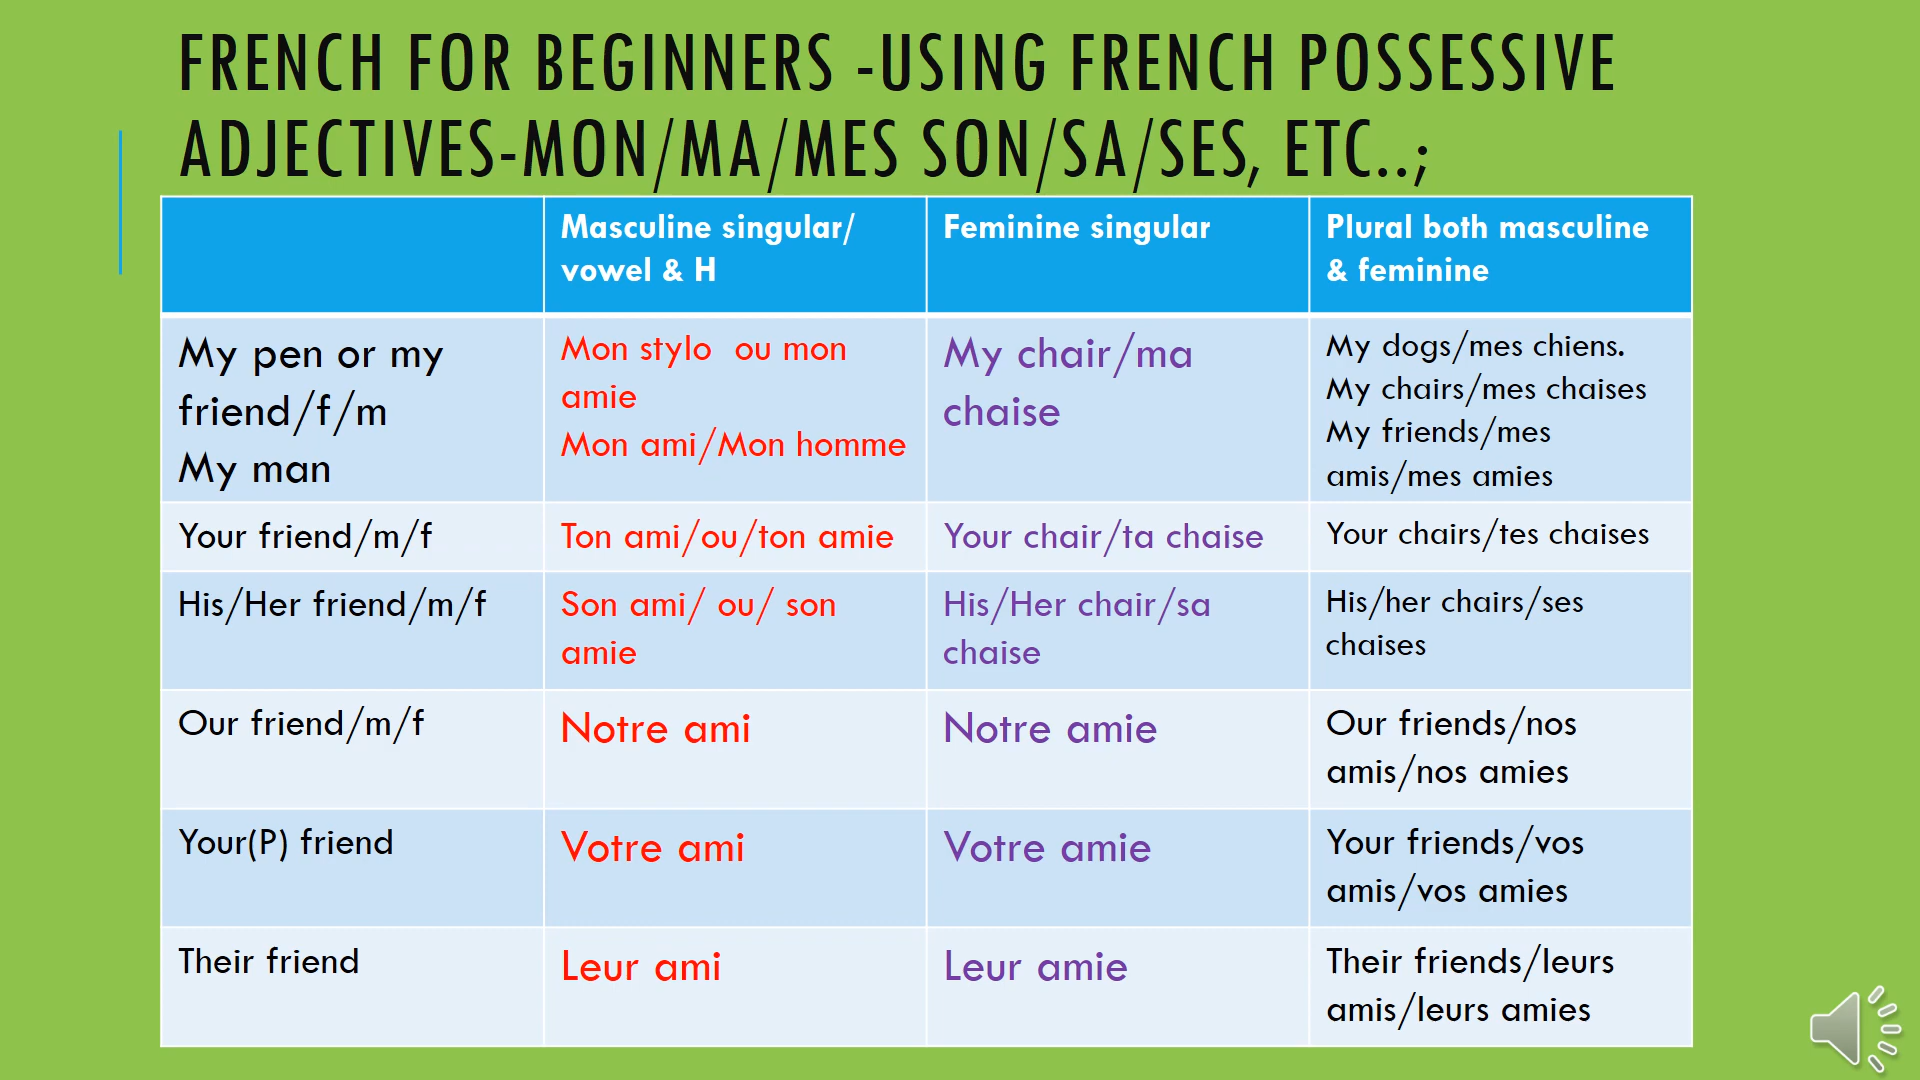 FRENCH FOR BEGINNERS -USING FRENCH POSSESSIVE
ADJECTIVES-MON/MA/MES SON/SA/SES, ETC..;
Masculine singular/
vowel & H
Feminine singular
Plural both masculine
& feminine
My pen or my
friend/f/m
My man
Mon stylo ou mon
amie
Mon ami/Mon homme
My chair/ma
chaise
My dogs/mes chiens.
My chairs/mes chaises
My friends/mes
amis/mes amies
Your friend/m/f
Ton ami/ou/ton amie
Your chair/ta chaise
Your chairs/tes chaises
His/Her friend/m/f
Son ami/ ou/ son
amie
His/Her chair/sa
chaise
His/her chairs/ses
chaises
Our friend/m/f
Notre ami
Notre amie
Our friends/nos
amis/nos amies
Your(P) friend
Votre ami
Votre amie
Your friends/vos
amis/vos amies
Their friend
Leur ami
Leur amie
Their friends/leurs
amis/leurs amies